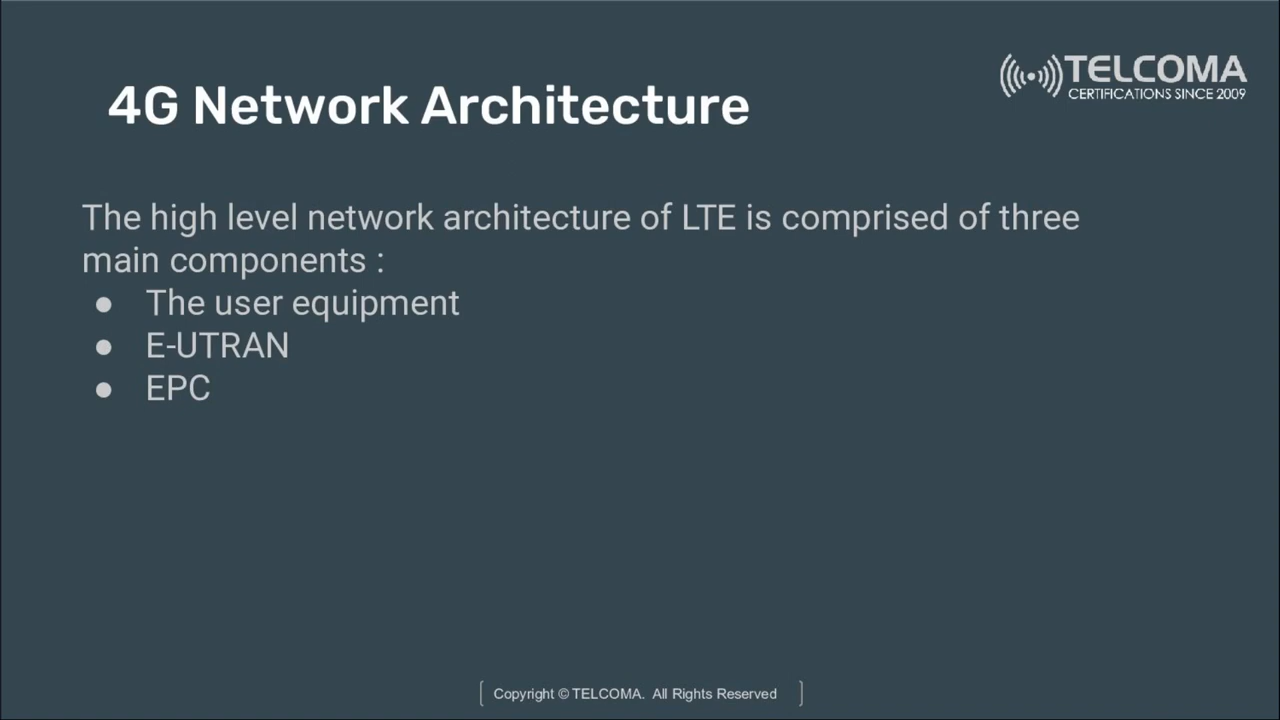 TELCOMA
CERTIFICATIONS SINCE 2009
4G Network Architecture
The high level network architecture of LTE is comprised of three
main components :
● The user equipment
● E-UTRAN
● EPC
Copyright © TELCOMA. All Rights Reserved